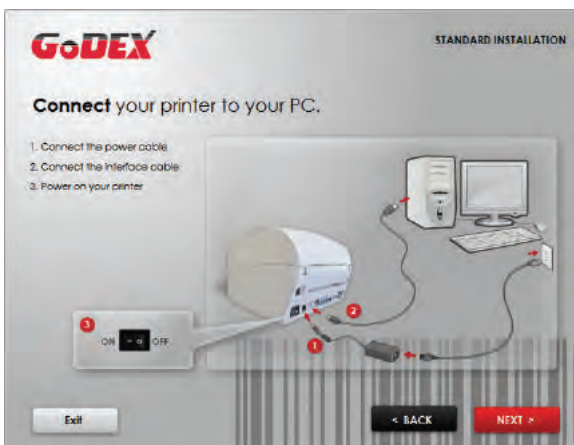 GoDEX
STANDARD INSTALLATION
Connect your printer to your PC.
1. Connect the power cable
2. Connect the interface cable
3. Power on your printer
2
3
ON - o OFF
1
Exit
< BACK
NEXT >